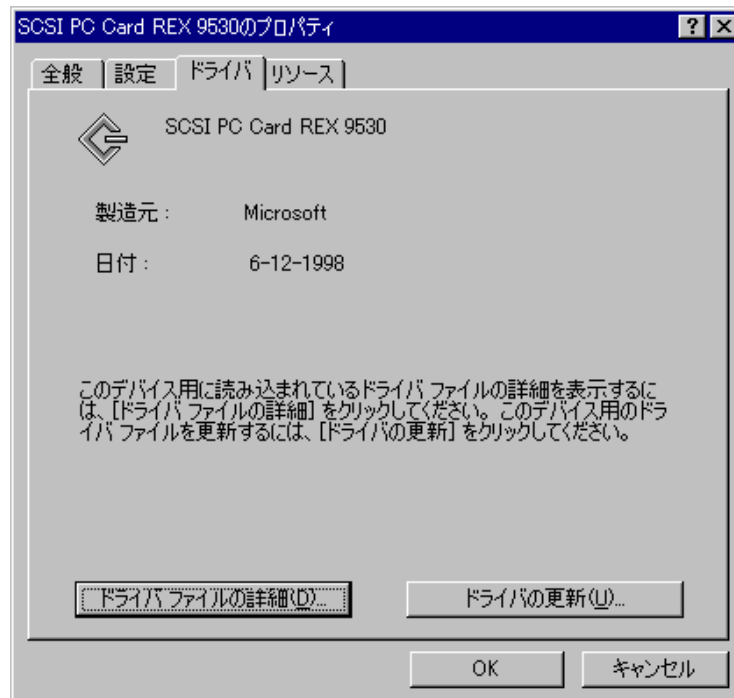 SCSI PC Card REX 9530のプロパティ
全般 設定 ドライバ リソース
SCSI PC Card REX 9530
製造元： Microsoft
日付： 6-12-1998
このデバイス用に読み込まれているドライバ ファイルの詳細を表示するに
は、[ドライバ ファイルの詳細] をクリックしてください。このデバイス用のドラ
イバ ファイルを更新するには、[ドライバの更新] をクリックしてください。
ドライバ ファイルの詳細(D)... ドライバの更新(U)...
OK キャンセル